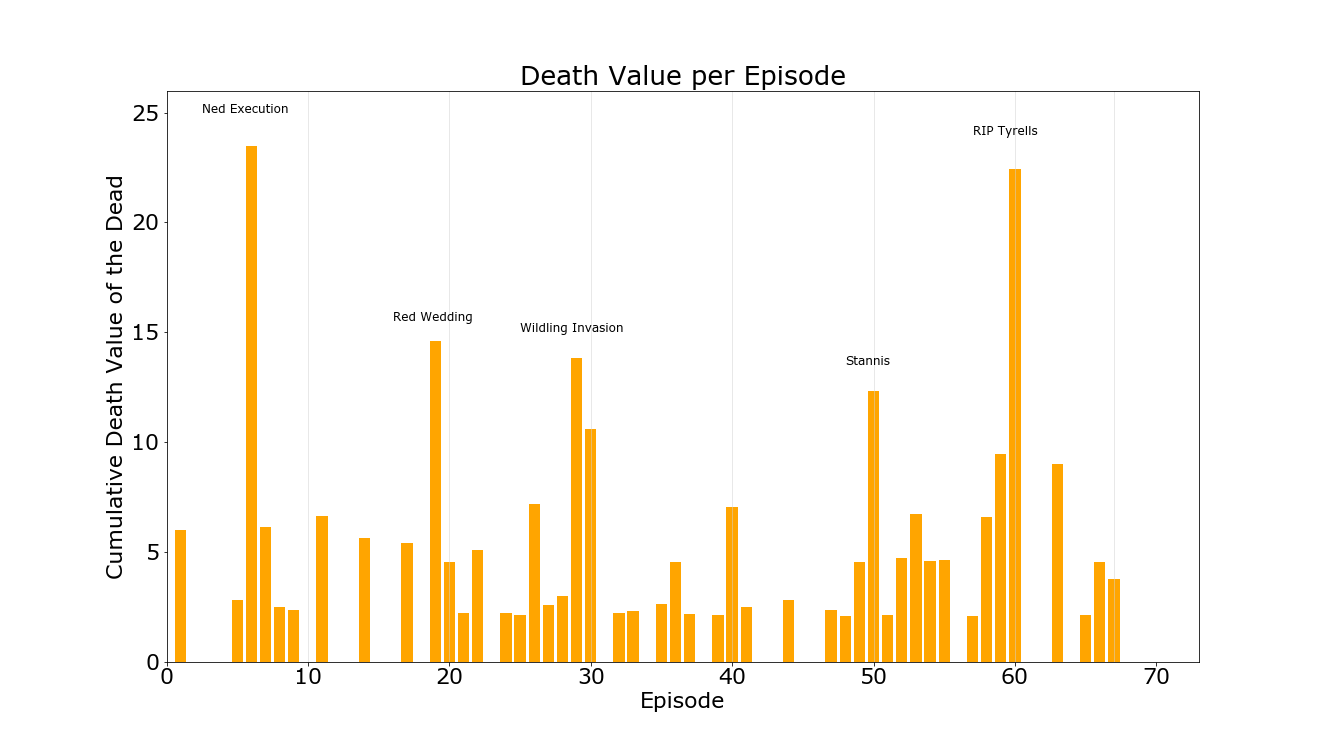 Death Value per Episode
Cumulative Death Value of the Dead
25
20
15
10
5
0
Ned Execution
RIP Tyrells
Red Wedding
Wildling Invasion
Stannis
0 10 20 30 40 50 60 70
Episode